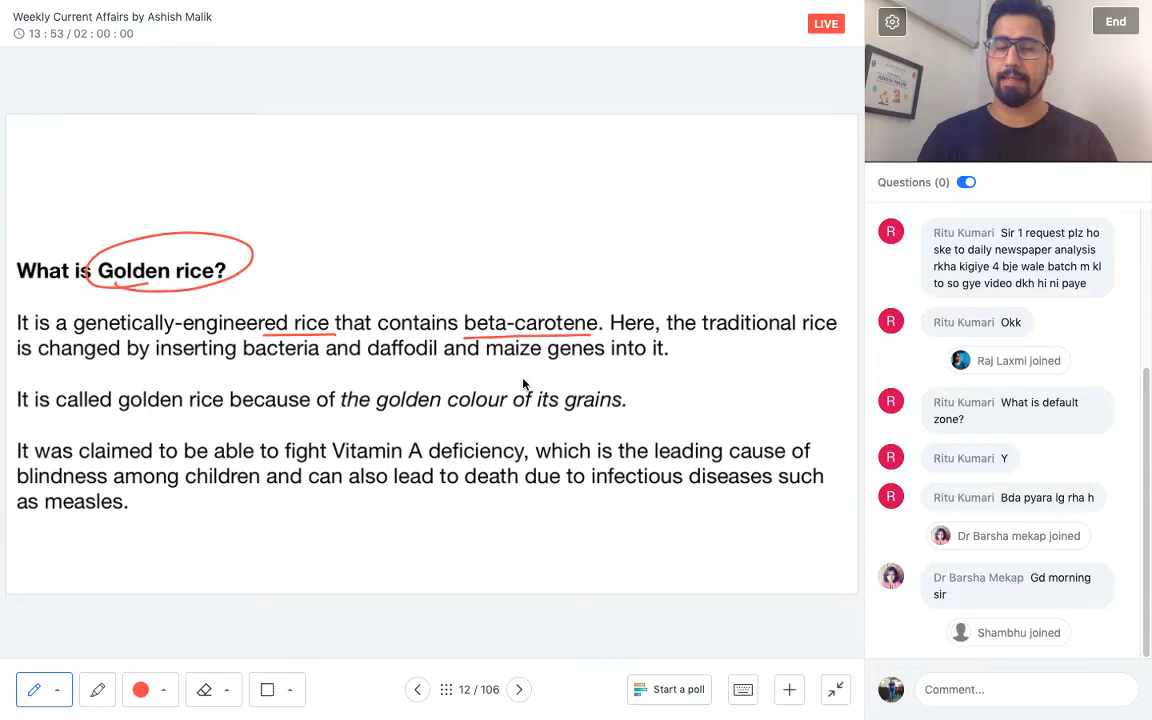 Weekly Current Affairs by Ashish Malik
13 : 53 / 02 : 00 : 00
LIVE
End
What is Golden rice?
It is a genetically-engineered rice that contains beta-carotene. Here, the traditional rice
is changed by inserting bacteria and daffodil and maize genes into it.
It is called golden rice because of the golden colour of its grains.
It was claimed to be able to fight Vitamin A deficiency, which is the leading cause of
blindness among children and can also lead to death due to infectious diseases such
as measles.
Questions (0)
R
Ritu Kumari Sir 1 request plz ho
ske to daily newspaper analysis
rkha kigiye 4 bje wale batch m kl
to so gye video dkh hi ni paye
R
Ritu Kumari Okk
Raj Laxmi joined
R
Ritu Kumari What is default
zone?
R
Ritu Kumari Y
R
Ritu Kumari Bda pyara lg rha h
Dr Barsha mekap joined
Dr Barsha Mekap Gd morning
sir
Shambhu joined
12 / 106
Start a poll
Comment...